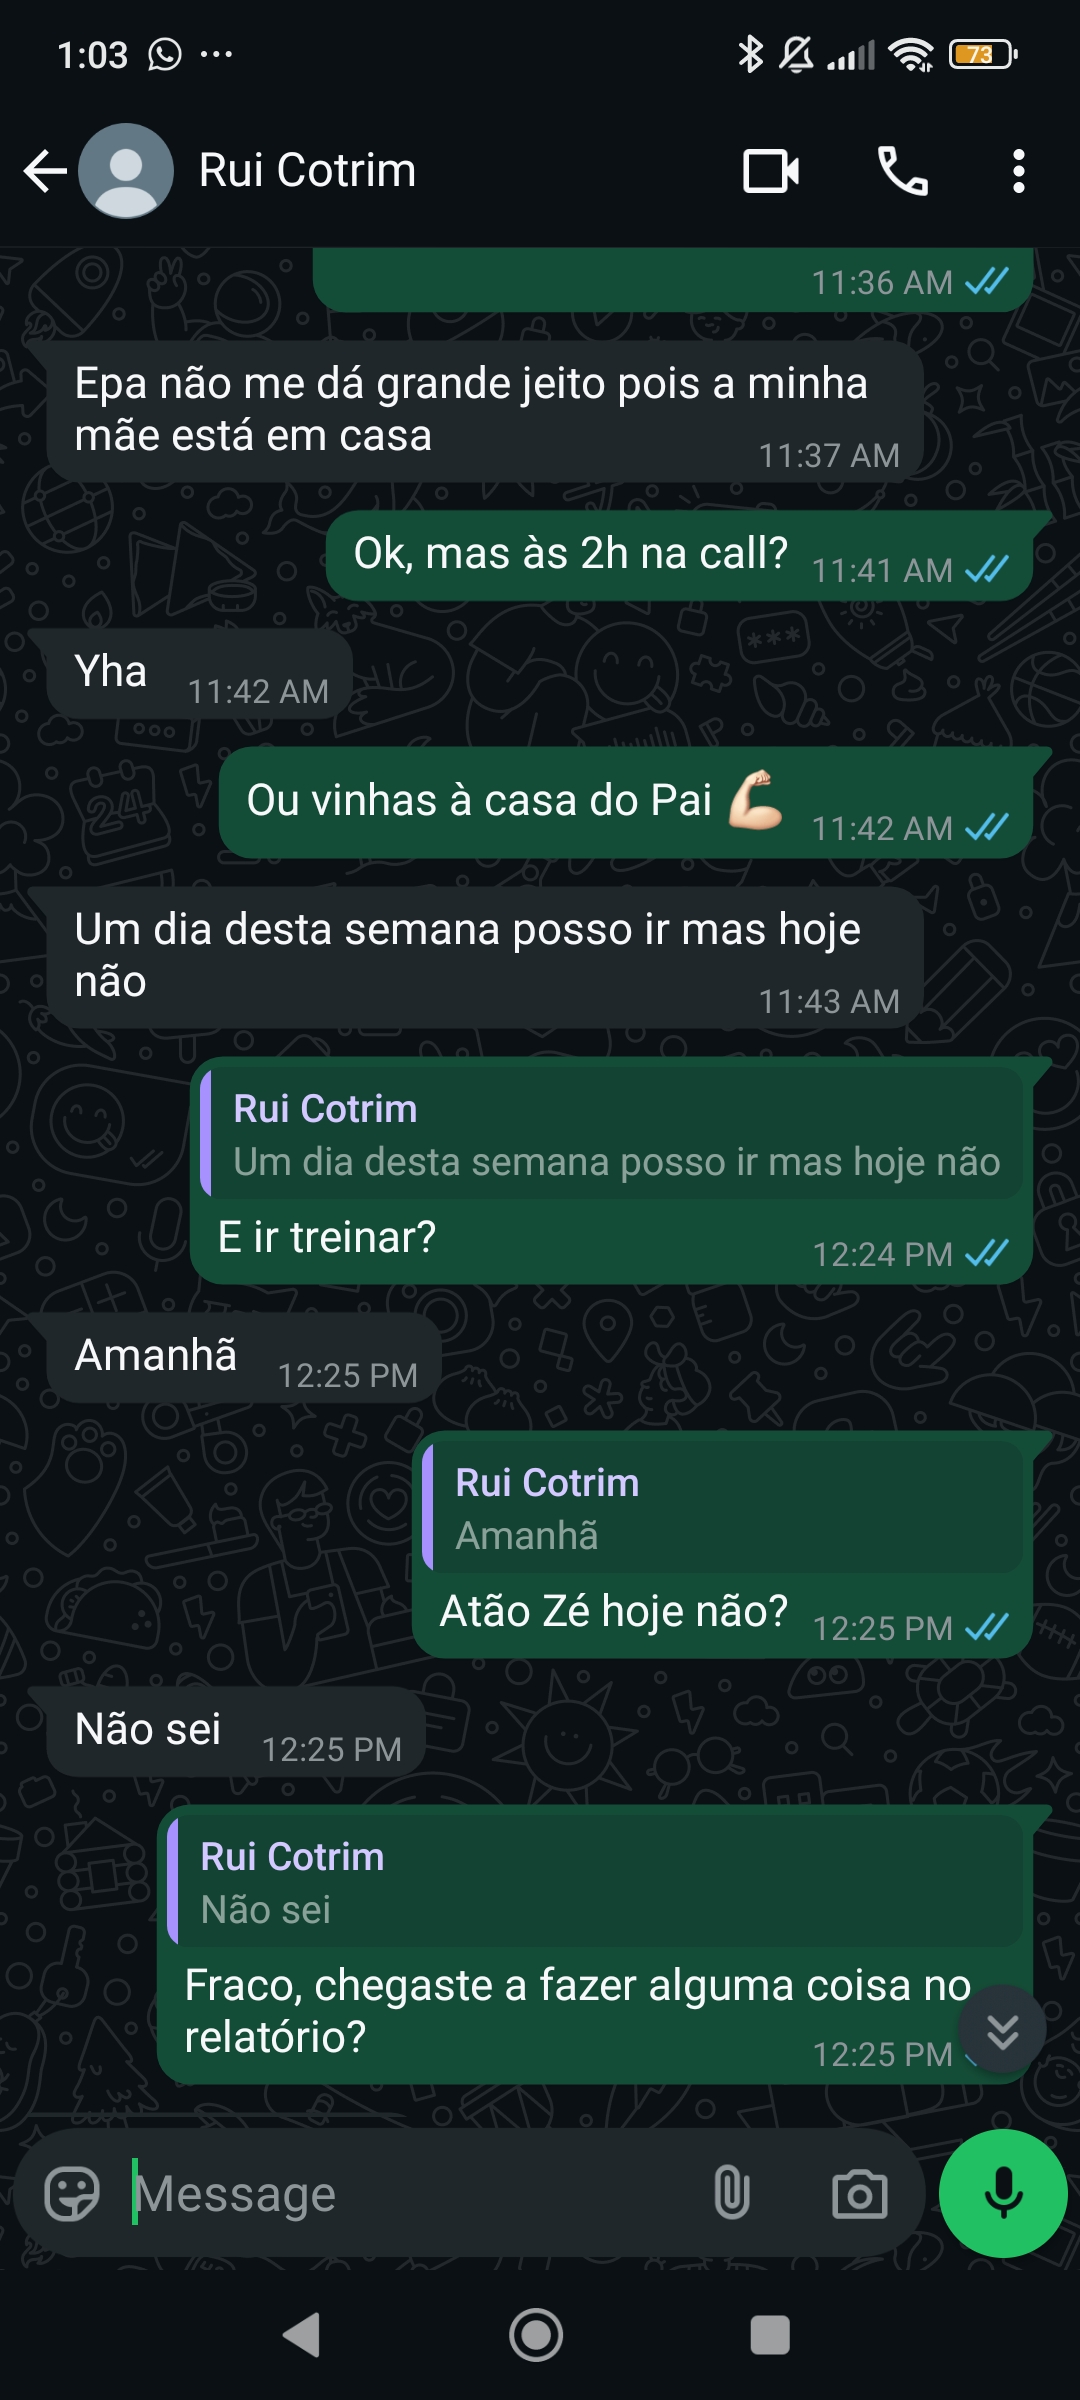 1:03
73
Rui Cotrim
11:36 AM
Epa não me dá grande jeito pois a minha
mãe está em casa
11:37 AM
Ok, mas às 2h na call?
11:41 AM
Yha
11:42 AM
Ou vinhas à casa do Pai 💪🏻
11:42 AM
Um dia desta semana posso ir mas hoje
não
11:43 AM
Rui Cotrim
Um dia desta semana posso ir mas hoje não
E ir treinar?
12:24 PM
Amanhã
12:25 PM
Rui Cotrim
Amanhã
Atão Zé hoje não?
12:25 PM
Não sei
12:25 PM
Rui Cotrim
Não sei
Fraco, chegaste a fazer alguma coisa no
relatório?
12:25 PM
Message